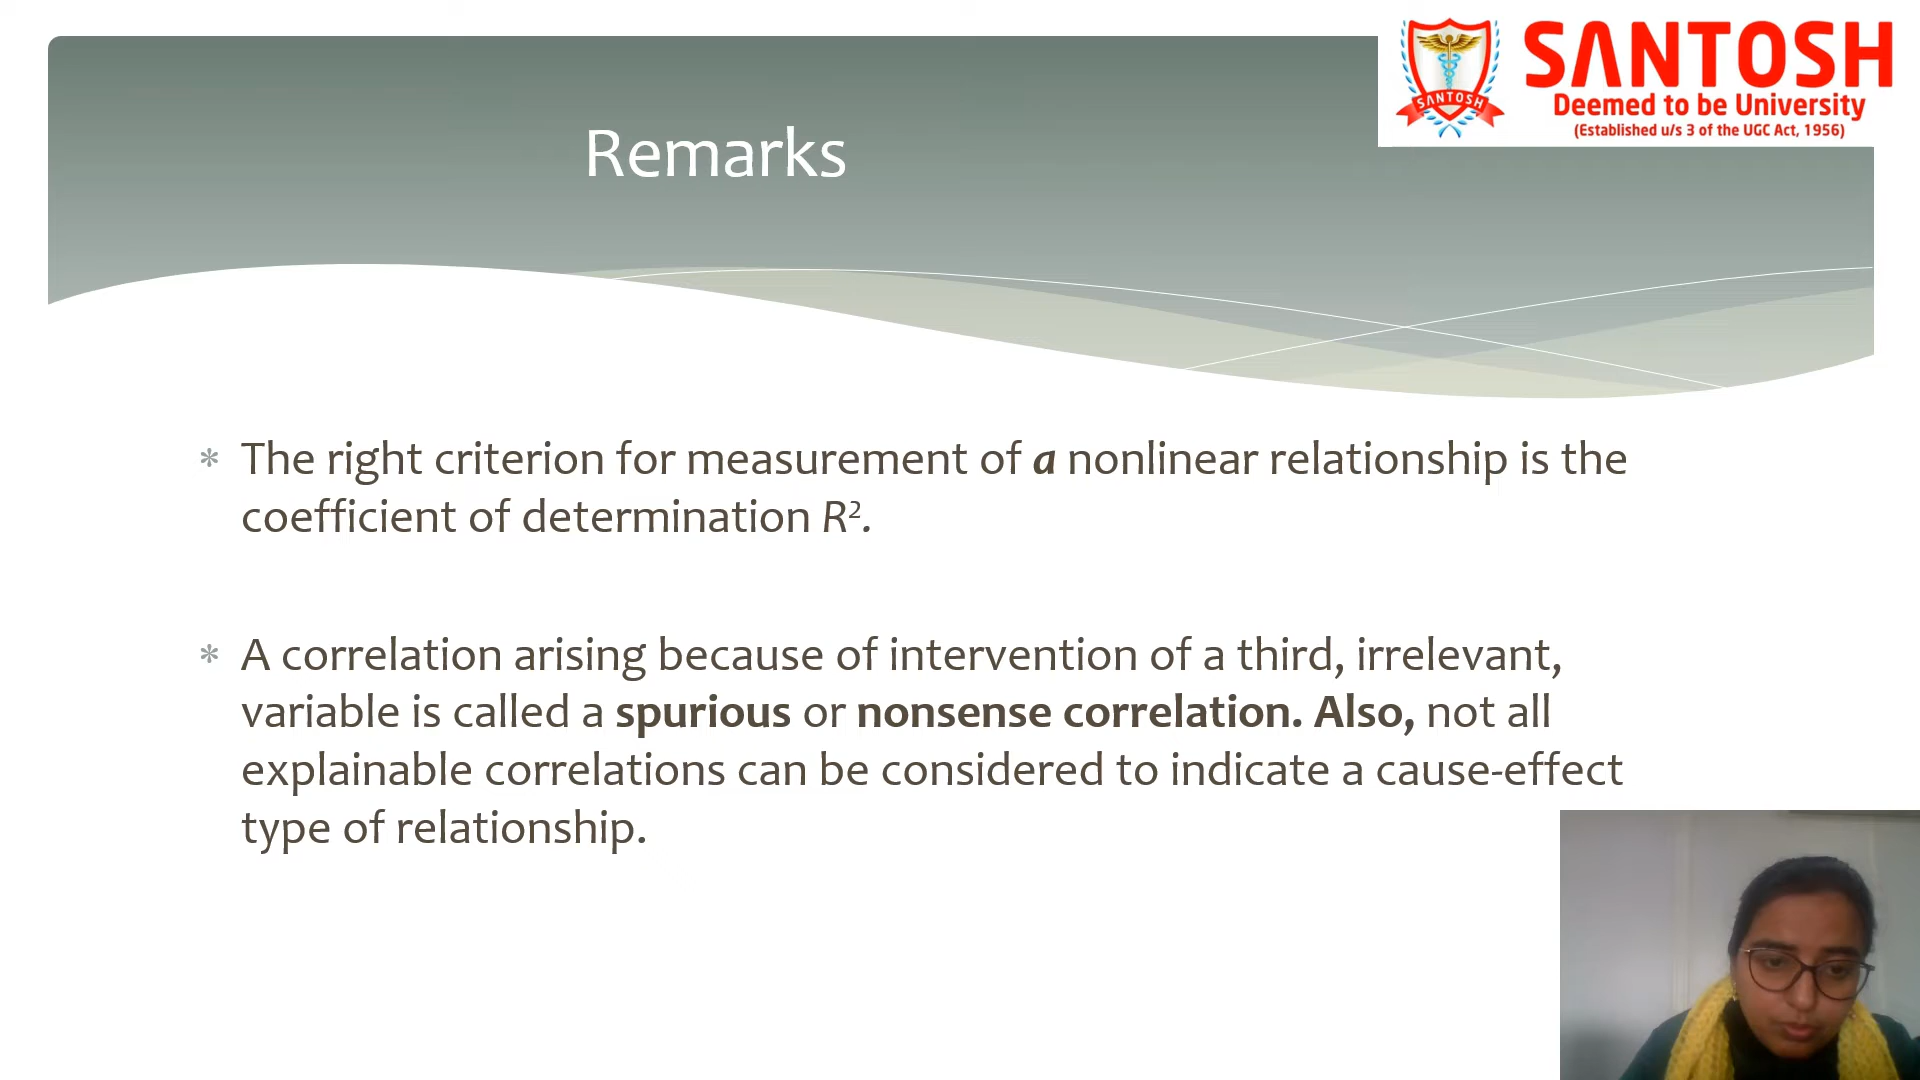 SANTOSH
SANTOSH
Deemed to be University
(Established u/s 3 of the UGC Act, 1956)
Remarks
* The right criterion for measurement of a nonlinear relationship is the
coefficient of determination R².
* A correlation arising because of intervention of a third, irrelevant,
variable is called a spurious or nonsense correlation. Also, not all
explainable correlations can be considered to indicate a cause-effect
type of relationship.